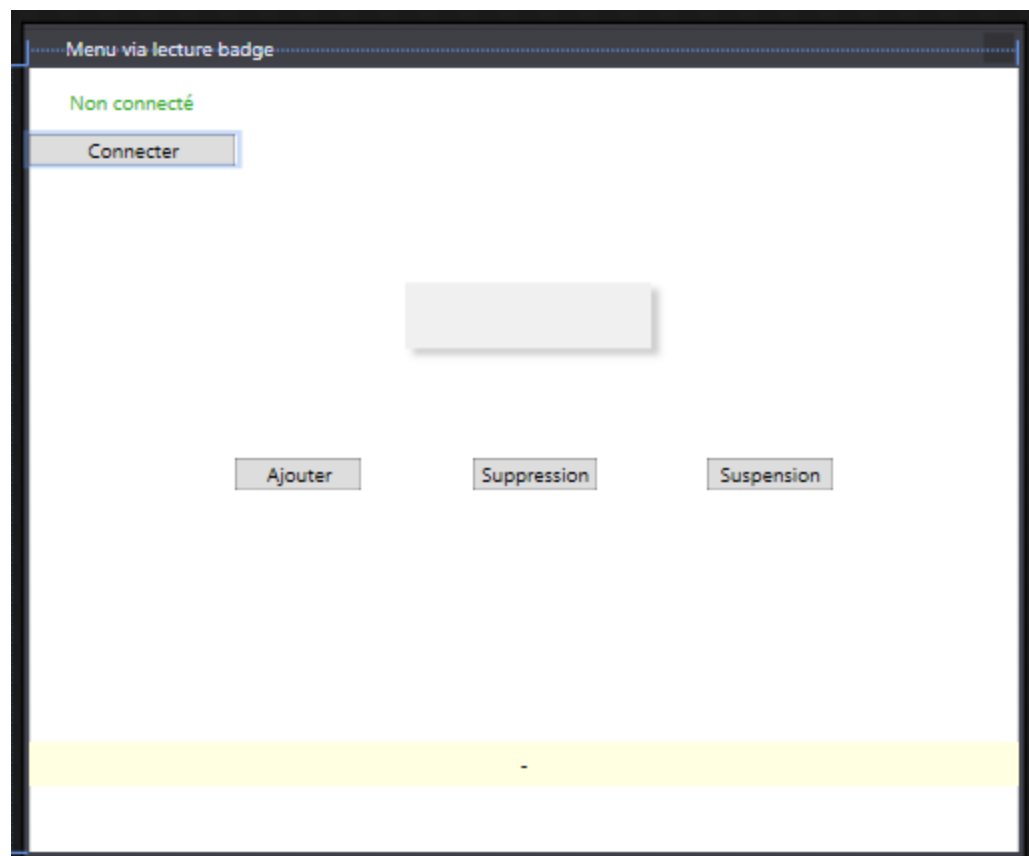 Menu via lecture badge
Non connecté
Connecter
Ajouter Suppression Suspension
-